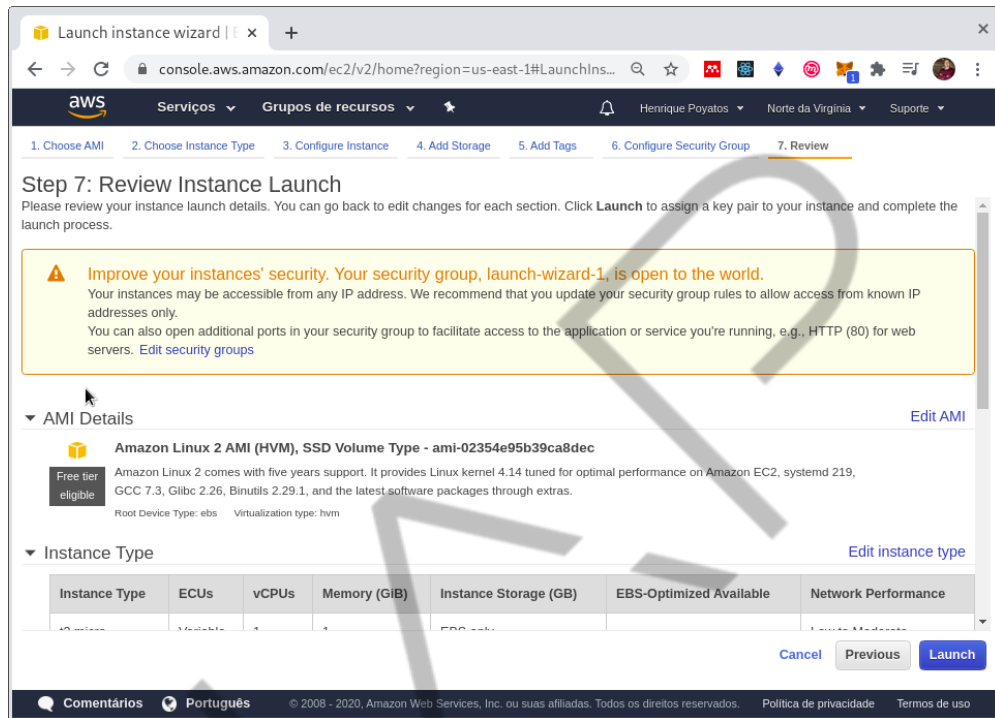 Launch instance wizard | E
console.aws.amazon.com/ec2/v2/home?region=us-east-1#LaunchIns...
1
aws
Serviços
Grupos de recursos
Henrique Poyatos
Norte da Virgínia
Suporte
1. Choose AMI
2. Choose Instance Type
3. Configure Instance
4. Add Storage
5. Add Tags
6. Configure Security Group
7. Review
Step 7: Review Instance Launch
Please review your instance launch details. You can go back to edit changes for each section. Click Launch to assign a key pair to your instance and complete the
launch process.
Improve your instances' security. Your security group, launch-wizard-1, is open to the world.
Your instances may be accessible from any IP address. We recommend that you update your security group rules to allow access from known IP
addresses only.
You can also open additional ports in your security group to facilitate access to the application or service you're running, e.g., HTTP (80) for web
servers. Edit security groups
AMI Details
Edit AMI
Amazon Linux 2 AMI (HVM), SSD Volume Type - ami-02354e95b39ca8dec
Free tier
eligible
Amazon Linux 2 comes with five years support. It provides Linux kernel 4.14 tuned for optimal performance on Amazon EC2, systemd 219,
GCC 7.3, Glibc 2.26, Binutils 2.29.1, and the latest software packages through extras.
Root Device Type: ebs Virtualization type: hvm
Instance Type
Edit instance type
Instance Type ECUs vCPUs Memory (GiB) Instance Storage (GB) EBS-Optimized Available Network Performance
Cancel
Previous
Launch
Comentários
Português
© 2008 - 2020, Amazon Web Services, Inc. ou suas afiliadas. Todos os direitos reservados.
Política de privacidade
Termos de uso